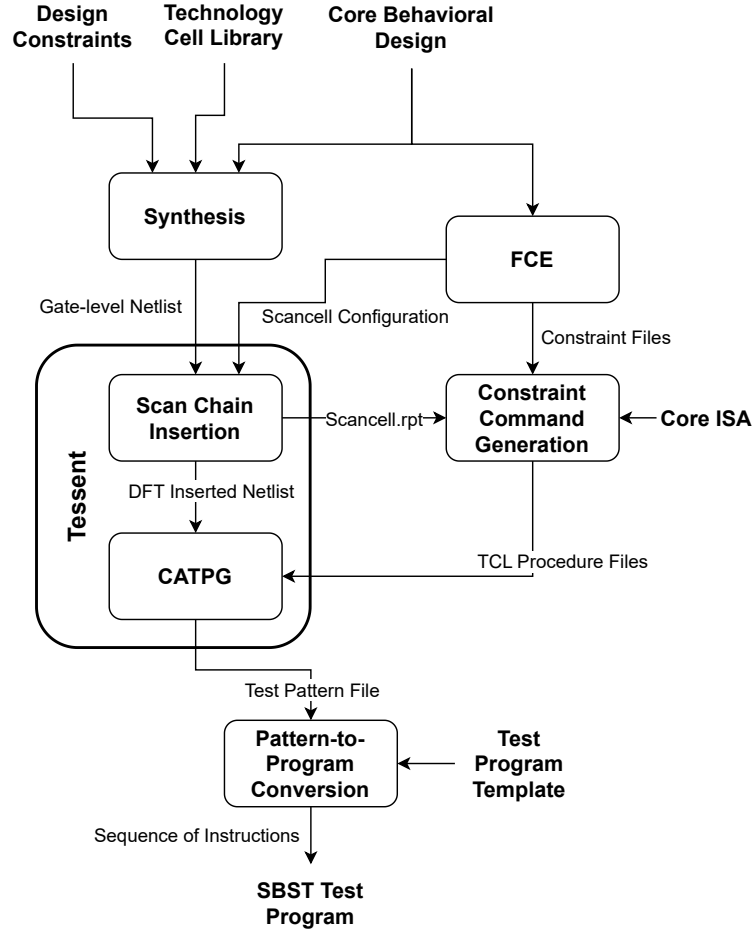 Design
Constraints
Technology
Cell Library
Core Behavioral
Design
Synthesis
FCE
Gate-level Netlist
Scancell Configuration
Constraint Files
Tessent
Scan Chain
Insertion
Scancell.rpt
Constraint
Command
Generation
Core ISA
DFT Inserted Netlist
CATPG
TCL Procedure Files
Test Pattern File
Pattern-to-
Program
Conversion
Test
Program
Template
Sequence of Instructions
SBST Test
Program